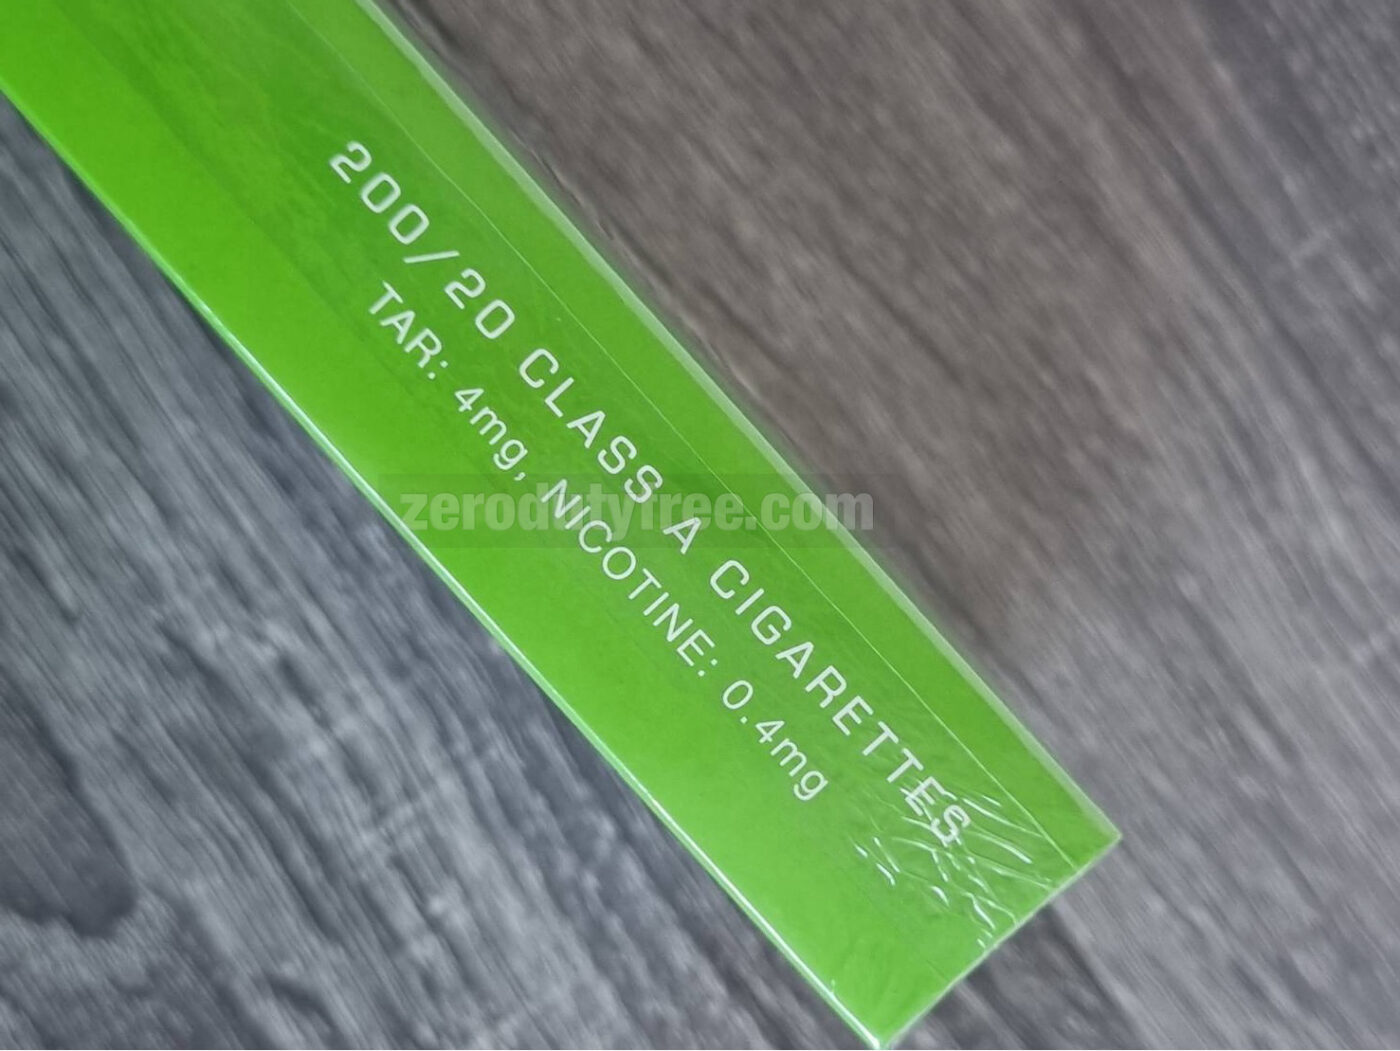 200/20 CLASS A CIGARETTES
TAR: 4mg, NICOTINE: 0.4mg
zerodutyfree.com